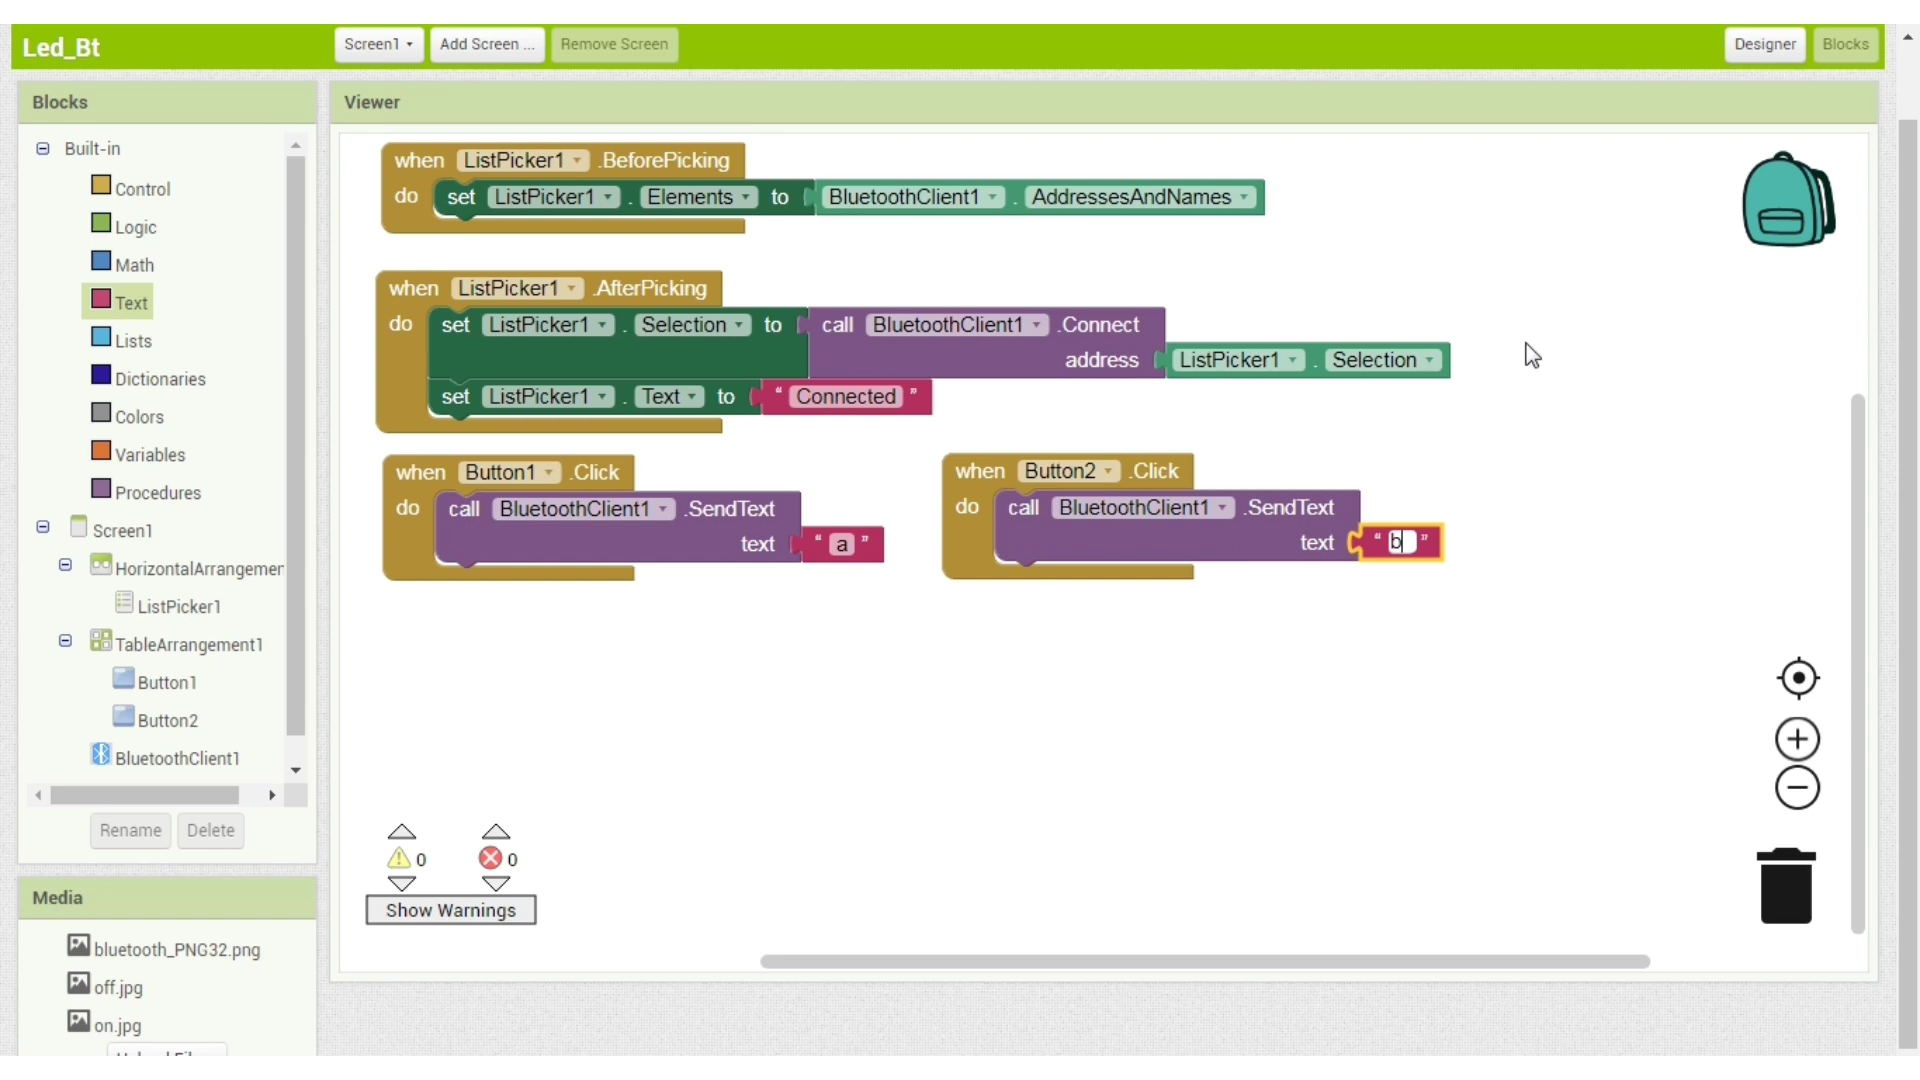 Led_Bt
Screen1
Add Screen ...
Remove Screen
Designer
Blocks
Blocks
Built-in
Control
Logic
Math
Text
Lists
Dictionaries
Colors
Variables
Procedures
Screen1
HorizontalArrangemen
ListPicker1
TableArrangement1
Button1
Button2
BluetoothClient1
Rename
Delete
Media
bluetooth_PNG32.png
off.jpg
on.jpg
Viewer
when ListPicker1 .BeforePicking
do set ListPicker1 . Elements to BluetoothClient1 . AddressesAndNames
when ListPicker1 .AfterPicking
do set ListPicker1 . Selection to call BluetoothClient1 .Connect
address ListPicker1 . Selection
set ListPicker1 . Text to “ Connected ”
when Button1 .Click
do call BluetoothClient1 .SendText
text “ a ”
when Button2 .Click
do call BluetoothClient1 .SendText
text “ b ”
0
0
Show Warnings